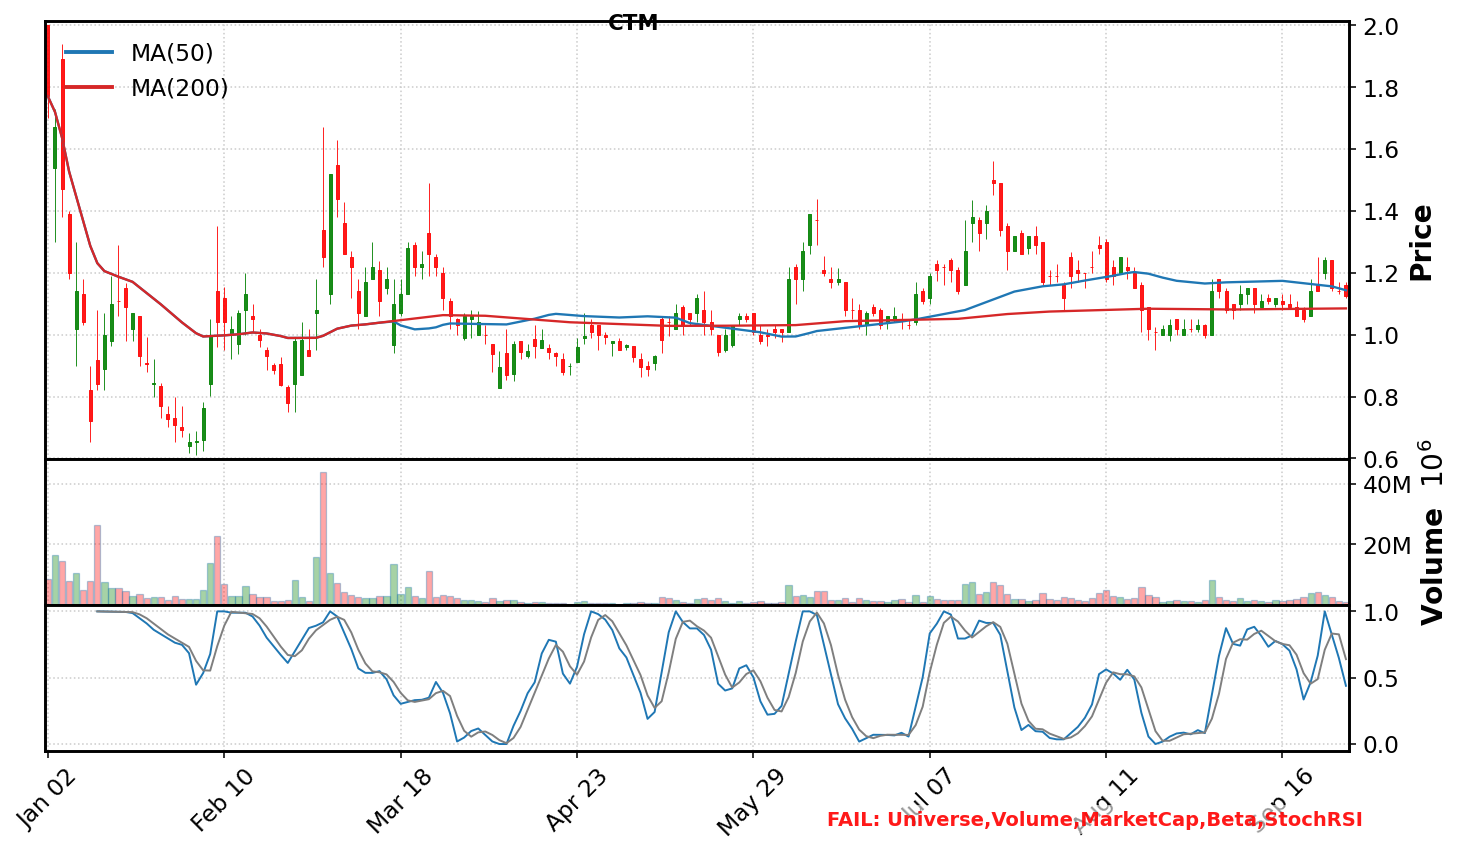 CTM
MA(50)
MA(200)
2.0
1.8
1.6
1.4
1.2
1.0
0.8
0.6
Price
40M
20M
Volume 10^6
1.0
0.5
0.0
Jan 02
Feb 10
Mar 18
Apr 23
May 29
Jul 07
Aug 11
Sep 16
FAIL: Universe,Volume,MarketCap,Beta,StochRSI